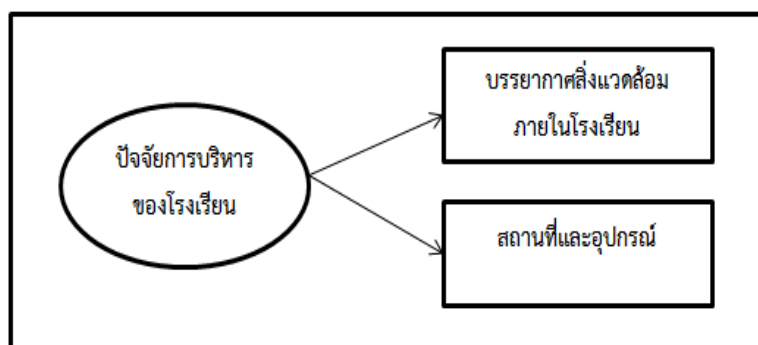 ปัจจัยการบริหาร
ของโรงเรียน
บรรยากาศสิ่งแวดล้อม
ภายในโรงเรียน
สถานที่และอุปกรณ์